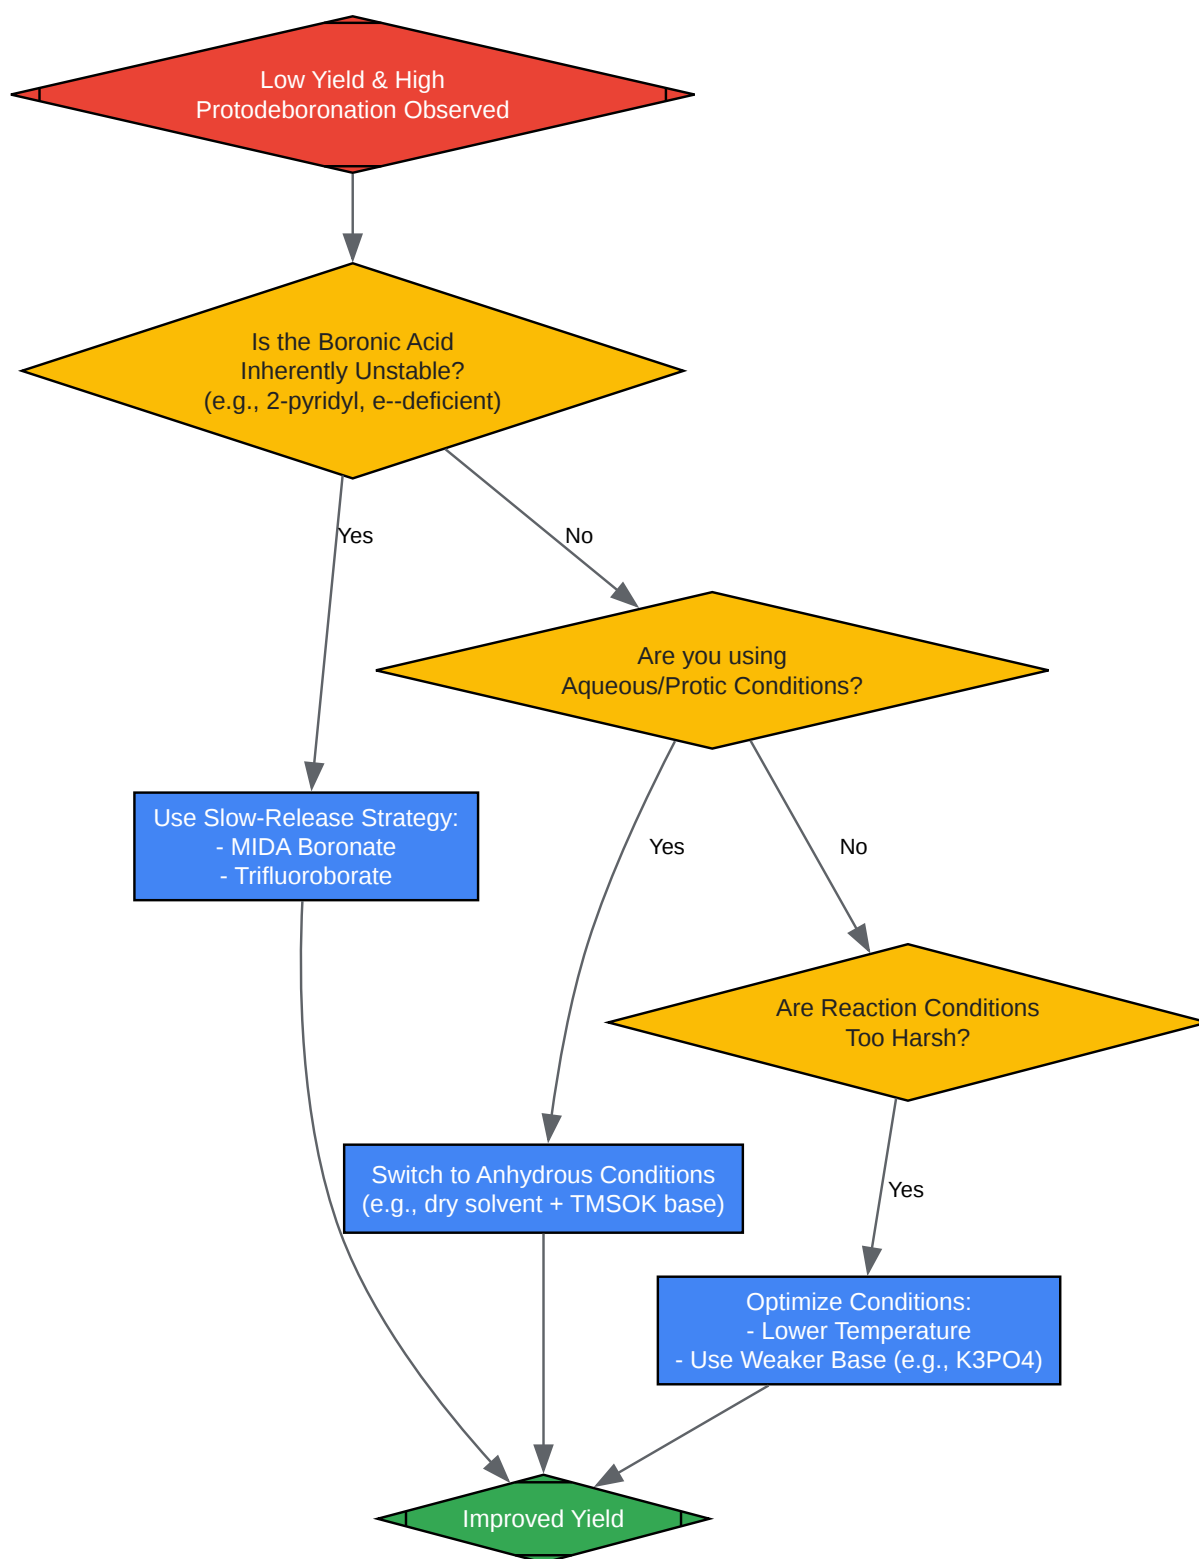 Low Yield & High
Protodeboronation Observed
Is the Boronic Acid
Inherently Unstable?
(e.g., 2-pyridyl, e--deficient)
Yes
No
Are you using
Aqueous/Protic Conditions?
Use Slow-Release Strategy:
- MIDA Boronate
- Trifluoroborate
Yes
No
Are Reaction Conditions
Too Harsh?
Switch to Anhydrous Conditions
(e.g., dry solvent + TMSOK base)
Yes
Optimize Conditions:
- Lower Temperature
- Use Weaker Base (e.g., K3PO4)
Improved Yield